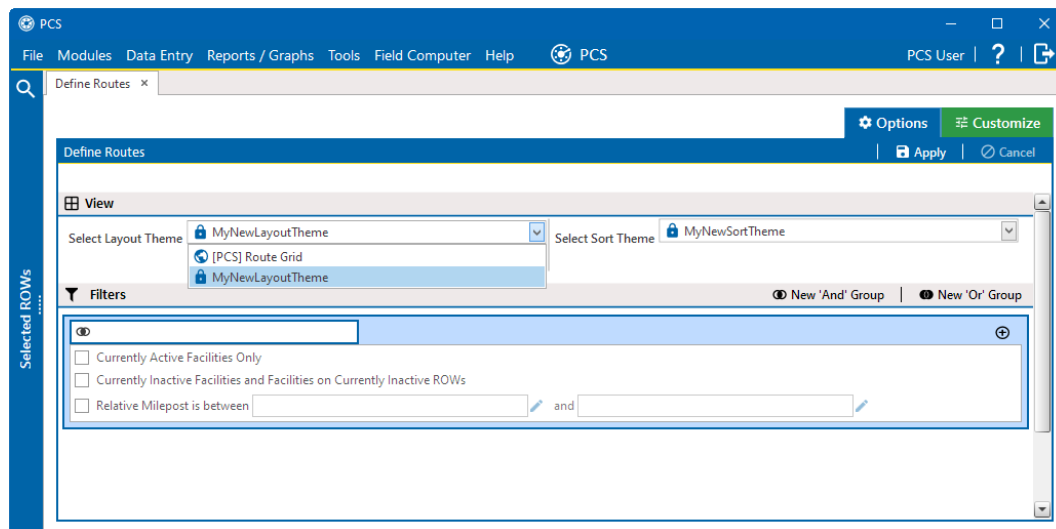 PCS
File Modules Data Entry Reports / Graphs Tools Field Computer Help PCS PCS User ?
Define Routes ×
Options Customize
Define Routes Apply Cancel
View
Select Layout Theme MyNewLayoutTheme Select Sort Theme MyNewSortTheme
[PCS] Route Grid
MyNewLayoutTheme
Filters New 'And' Group New 'Or' Group
Currently Active Facilities Only
Currently Inactive Facilities and Facilities on Currently Inactive ROWs
Relative Milepost is between and
Selected ROWs